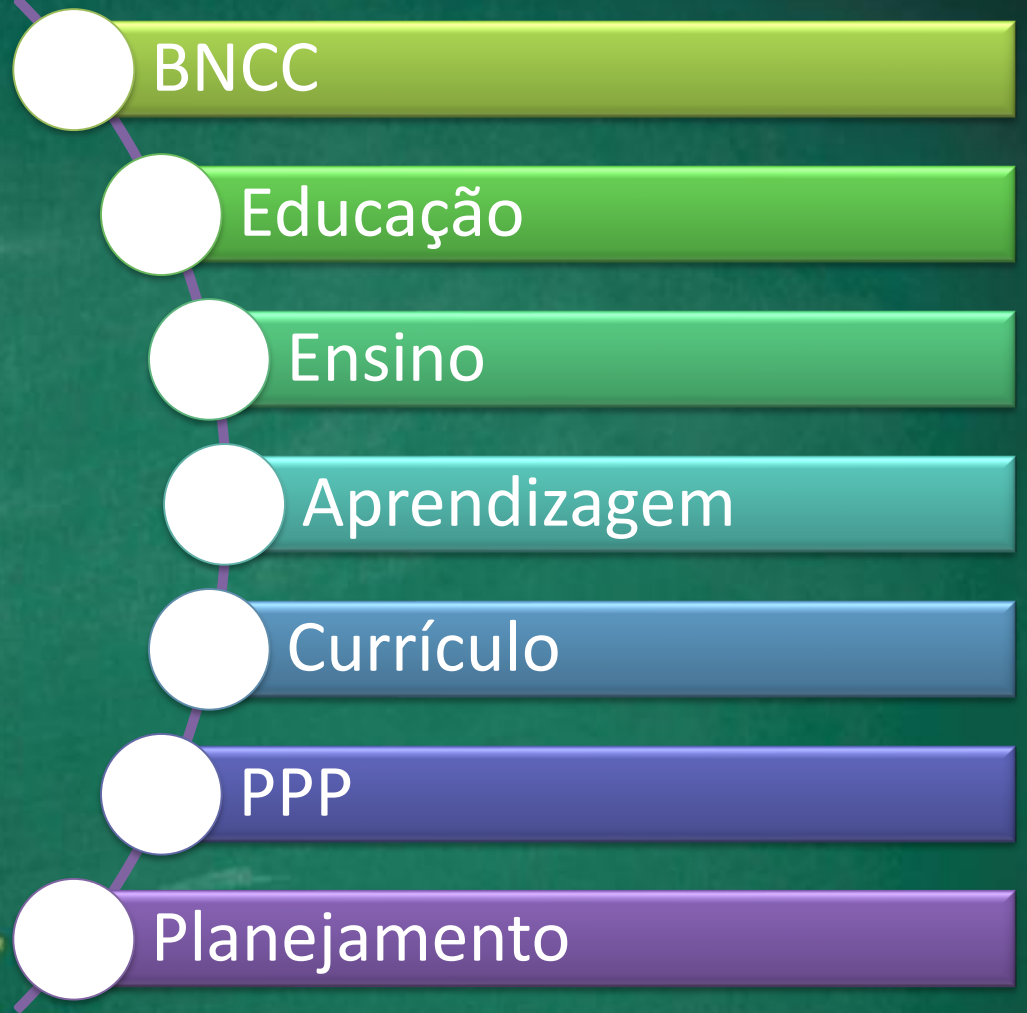 BNCC
Educação
Ensino
Aprendizagem
Currículo
PPP
Planejamento